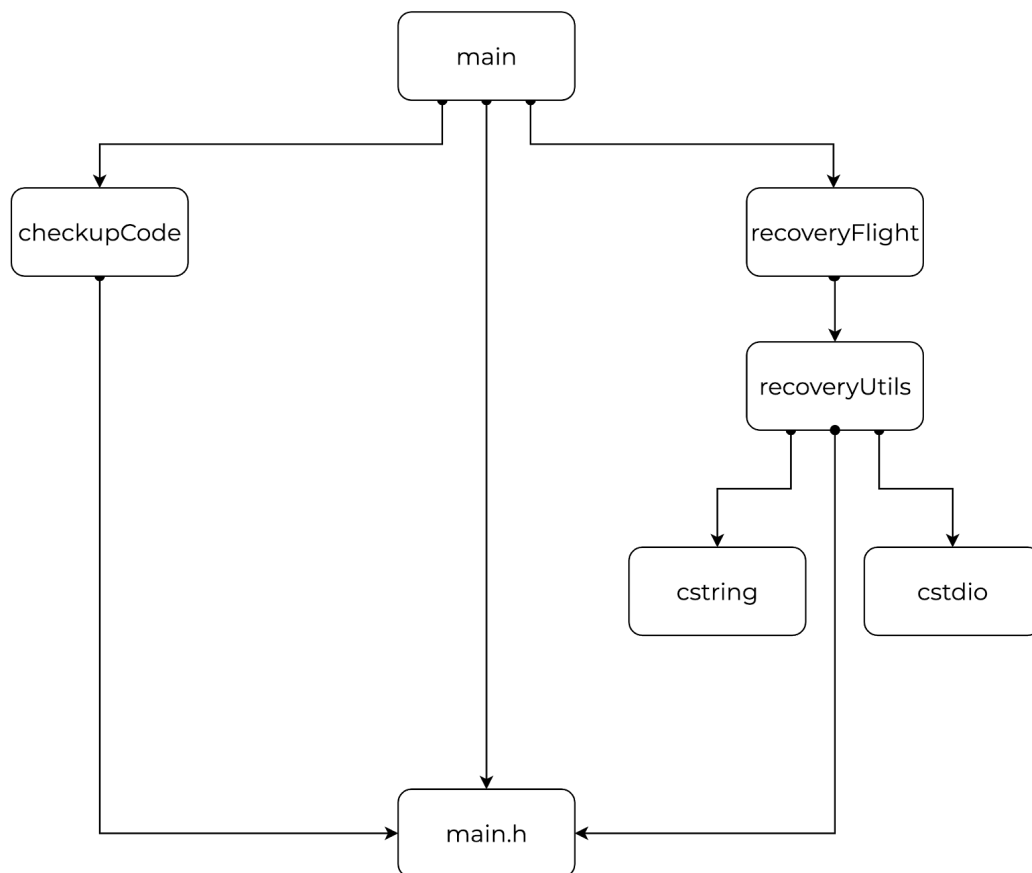 main
checkupCode
recoveryFlight
recoveryUtils
cstring
cstdio
main.h